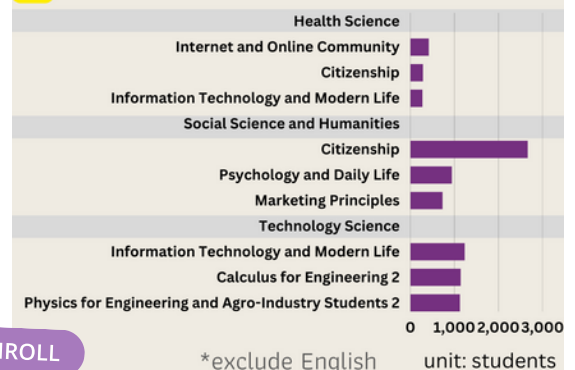 Health Science
Internet and Online Community
Citizenship
Information Technology and Modern Life
Social Science and Humanities
Citizenship
Psychology and Daily Life
Marketing Principles
Technology Science
Information Technology and Modern Life
Calculus for Engineering 2
Physics for Engineering and Agro-Industry Students 2
0 1,000 2,000 3,000
*exclude English unit: students